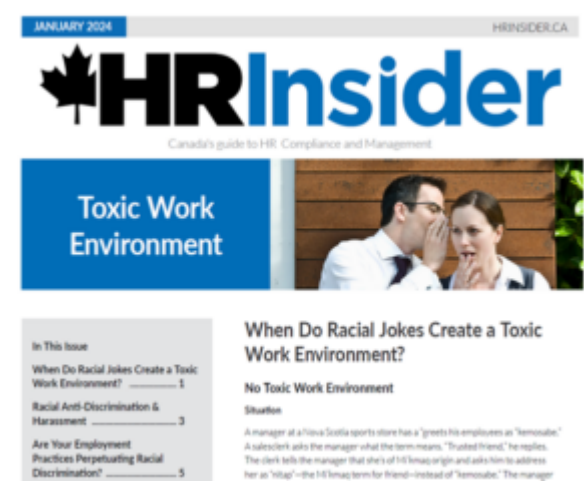 JANUARY 2024
HRINSIDER.CA
HRInsider
Canada's guide to HR Compliance and Management
Toxic Work
Environment
In This Issue
When Do Racial Jokes Create a Toxic
Work Environment? 1
Racial Anti-Discrimination &
Harassment 3
Are Your Employment
Practices Perpetuating Racial
Discrimination? 5
When Do Racial Jokes Create a Toxic
Work Environment?
No Toxic Work Environment
Situation
A manager at a Nova Scotia sports store has a "greets his employees as "kemosabe."
A salesclerk asks the manager what the term means. "Trusted friend," he replies.
The clerk tells the manager that she's of Mi'kmaq origin and asks him to address
her as "nitap"—the Mi'kmaq term for friend—instead of "kemosabe." The manager